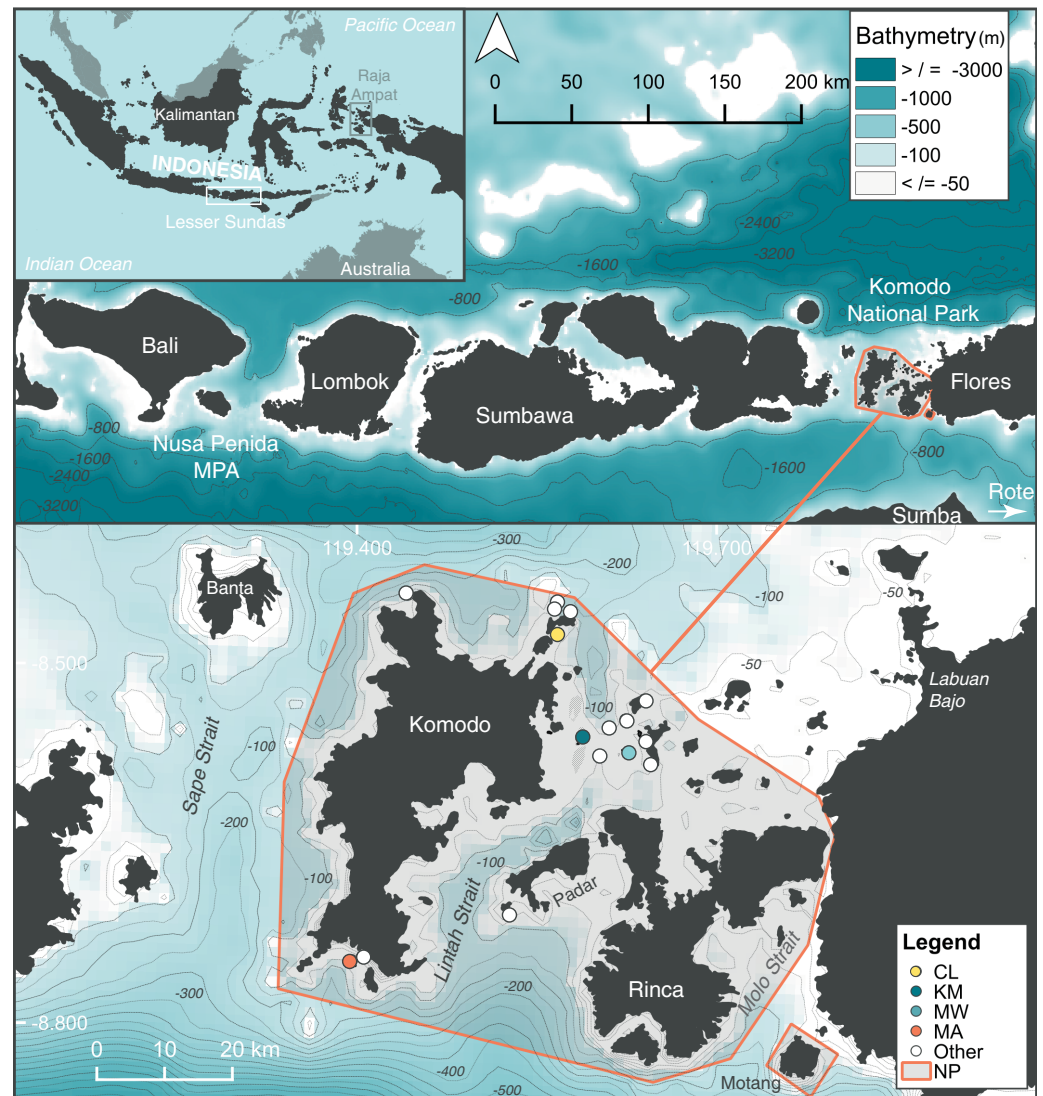 Pacific Ocean
Raja
Ampat
Kalimantan
INDONESIA
Lesser Sundas
Indian Ocean
Australia
0 50 100 150 200 km
Bathymetry (m)
> / = -3000
-1000
-500
-100
< /= -50
-2400
-3200
-1600
-800
Komodo
National Park
Bali
Lombok
Sumbawa
Flores
-800
Nusa Penida
MPA
-1600
-2400
-3200
-800
-1600
Rote
Sumba
119.400
119.700
-300
-200
-100
-50
Banta
-8.500
-50
Labuan
Bajo
Komodo
-100
Sape Strait
-100
-200
-100
-100
Padar
Lintah Strait
Rinca
Molo Strait
-200
-300
-8.800
0 10 20 km
-400
-500
Motang
Legend
CL
KM
MW
MA
Other
NP